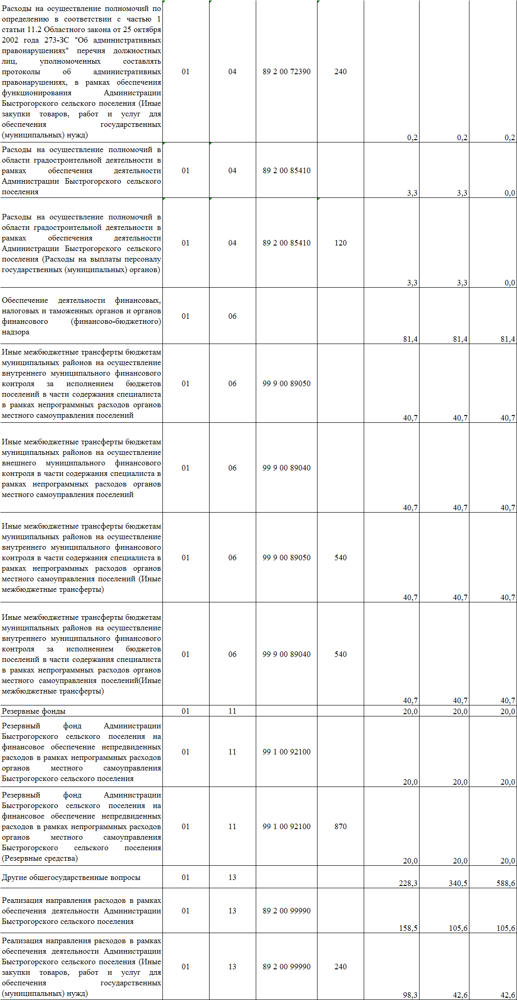 Расходы на осуществление полномочий по
определению в соответствии с частью 1
статьи 11.2 Областного закона от 25 октября
2002 года 273-ЗС "Об административных
правонарушениях" перечня должностных
лиц, уполномоченных составлять
протоколы об административных
правонарушениях, в рамках обеспечения
функционирования Администрации
Быстрогорского сельского поселения (Иные
закупки товаров, работ и услуг для
обеспечения государственных
(муниципальных) нужд)
01 04 89 2 00 72390 240
0,2 0,2 0,2
Расходы на осуществление полномочий в
области градостроительной деятельности в
рамках обеспечения деятельности
Администрации Быстрогорского сельского
поселения
01 04 89 2 00 85410
3,3 3,3 0,0
Расходы на осуществление полномочий в
области градостроительной деятельности в
рамках обеспечения деятельности
Администрации Быстрогорского сельского
поселения (Расходы на выплаты персоналу
государственных (муниципальных) органов)
01 04 89 2 00 85410 120
3,3 3,3 0,0
Обеспечение деятельности финансовых,
налоговых и таможенных органов и органов
финансового (финансово-бюджетного)
надзора
01 06
81,4 81,4 81,4
Иные межбюджетные трансферты бюджетам
муниципальных районов на осуществление
внутреннего муниципального финансового
контроля за исполнением бюджетов
поселений в части содержания специалиста
в рамках непрограммных расходов органов
местного самоуправления поселений
01 06 99 9 00 89050
40,7 40,7 40,7
Иные межбюджетные трансферты бюджетам
муниципальных районов на осуществление
внешнего муниципального финансового
контроля в части содержания специалиста в
рамках непрограммных расходов органов
местного самоуправления поселений
01 06 99 9 00 89040
40,7 40,7 40,7
Иные межбюджетные трансферты бюджетам
муниципальных районов на осуществление
внутреннего муниципального финансового
контроля в части содержания специалиста в
рамках непрограммных расходов органов
местного самоуправления поселений (Иные
межбюджетные трансферты)
01 06 99 9 00 89050 540
40,7 40,7 40,7
Иные межбюджетные трансферты бюджетам
муниципальных районов на осуществление
внутреннего муниципального финансового
контроля за исполнением бюджетов
поселений в части содержания специалиста
в рамках непрограммных расходов органов
местного самоуправления поселений(Иные
межбюджетные трансферты)
01 06 99 9 00 89040 540
40,7 40,7 40,7
Резервные фонды 01 11 20,0 20,0 20,0
Резервный фонд Администрации
Быстрогорского сельского поселения на
финансовое обеспечение непредвиденных
расходов в рамках непрограммных расходов
органов местного самоуправления
Быстрогорского сельского поселения
01 11 99 1 00 92100
20,0 20,0 20,0
Резервный фонд Администрации
Быстрогорского сельского поселения на
финансовое обеспечение непредвиденных
расходов в рамках непрограммных расходов
органов местного самоуправления
Быстрогорского сельского поселения
(Резервные средства)
01 11 99 1 00 92100 870
20,0 20,0 20,0
Другие общегосударственные вопросы 01 13
228,3 340,5 588,6
Реализация направления расходов в рамках
обеспечения деятельности Администрации
Быстрогорского сельского поселения
01 13 89 2 00 99990
158,5 105,6 105,6
Реализация направления расходов в рамках
обеспечения деятельности Администрации
Быстрогорского сельского поселения (Иные
закупки товаров, работ и услуг для
обеспечения государственных
(муниципальных) нужд)
01 13 89 2 00 99990 240
98,3 42,6 42,6